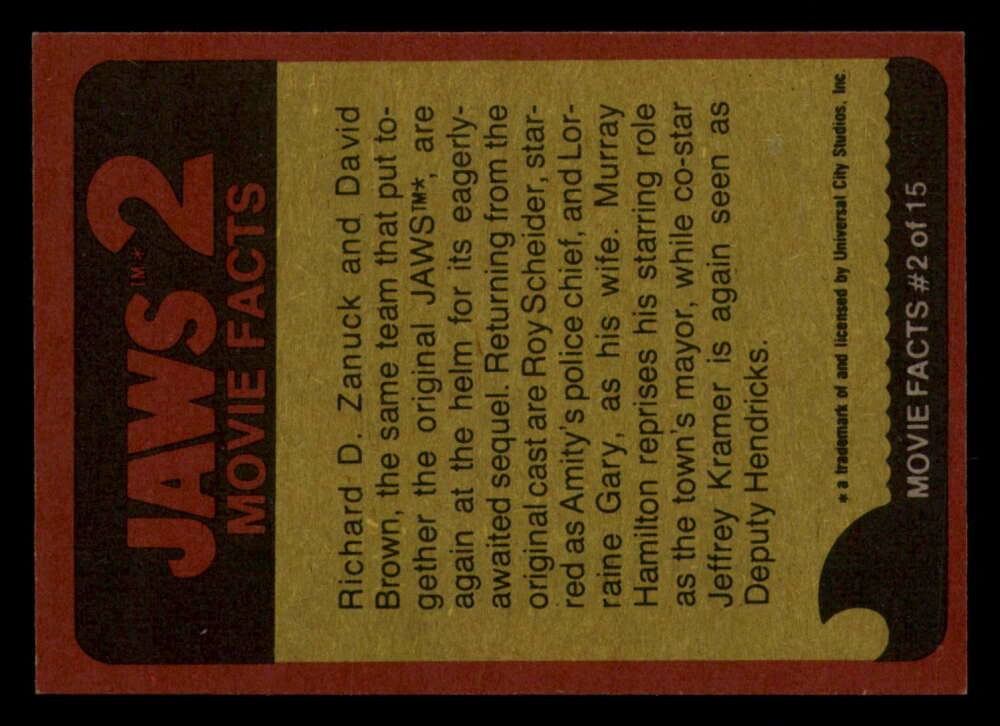 JAWS™* 2
MOVIE FACTS
Richard D. Zanuck and David
Brown, the same team that put to-
gether the original JAWS™*, are
again at the helm for its eagerly-
awaited sequel. Returning from the
original cast are Roy Scheider, star-
red as Amity's police chief, and Lor-
raine Gary, as his wife. Murray
Hamilton reprises his starring role
as the town's mayor, while co-star
Jeffrey Kramer is again seen as
Deputy Hendricks.
* a trademark of and licensed by Universal City Studios, Inc.
MOVIE FACTS #2 of 15